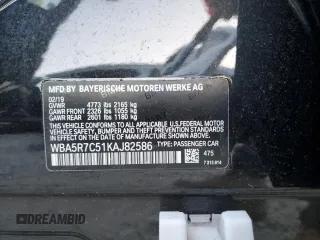 MFD BY BAYERISCHE MOTOREN WERKE AG
02/19
GVWR 4773 lbs 2165 kg
GAWR FRONT 2326 lbs 1055 kg
GAWR REAR 2601 lbs 1180 kg
THIS VEHICLE CONFORMS TO ALL APPLICABLE U.S. FEDERAL MOTOR
VEHICLE SAFETY, BUMPER, AND THEFT PREVENTION STANDARDS
IN EFFECT ON THE DATE OF MANUFACTURE SHOWN ABOVE.
WBA5R7C51KAJ82586 TYPE: PASSENGER CAR
475
DREAMBID